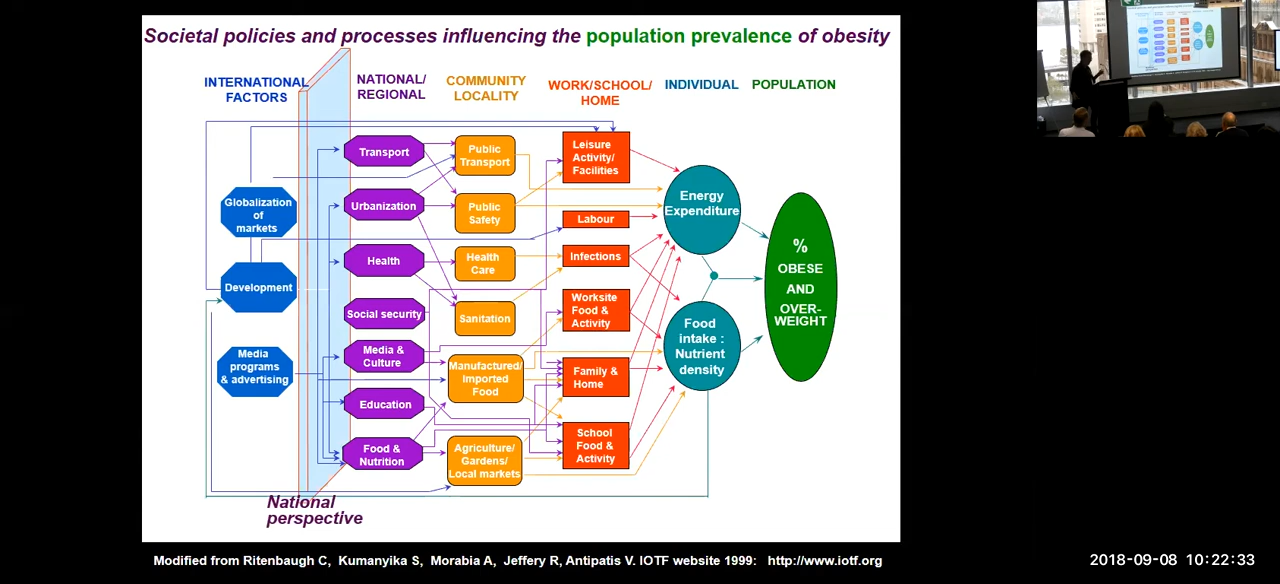 Societal policies and processes influencing the population prevalence of obesity
INTERNATIONAL
FACTORS
NATIONAL/
REGIONAL
COMMUNITY
LOCALITY
WORK/SCHOOL/
HOME
INDIVIDUAL
POPULATION
Globalization
of
markets
Development
Media
programs
& advertising
Transport
Urbanization
Health
Social security
Media &
Culture
Education
Food &
Nutrition
Public
Transport
Public
Safety
Health
Care
Sanitation
Manufactured/
Imported
Food
Agriculture/
Gardens/
Local markets
Leisure
Activity/
Facilities
Labour
Infections
Worksite
Food &
Activity
Family &
Home
School
Food &
Activity
Energy
Expenditure
Food
intake :
Nutrient
density
%
OBESE
AND
OVER-
WEIGHT
National
perspective
Modified from Ritenbaugh C, Kumanyika S, Morabia A, Jeffery R, Antipatis V. IOTF website 1999: http://www.iotf.org
2018-09-08 10:22:33